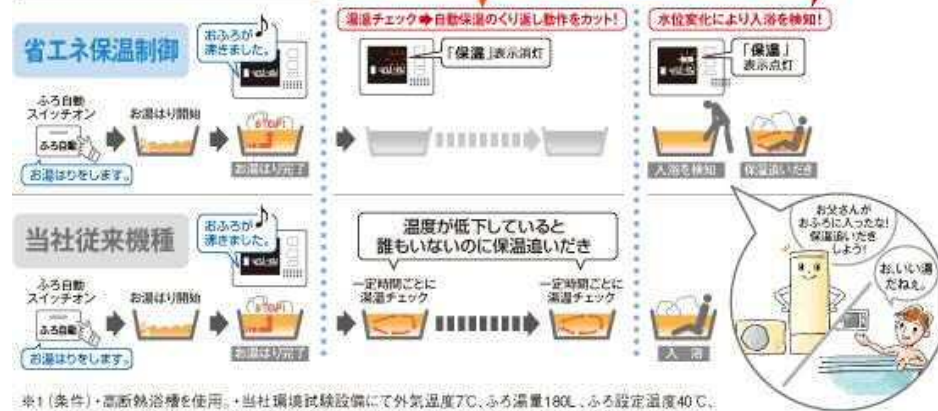 湯温チェック➡自動保温のくり返し動作をカット!
水位変化により入浴を検知!
省エネ保温制御
おふろが
沸きました。
「保温」表示消灯
「保温」
表示点灯
ふろ自動
スイッチオン
お湯はり開始
ふろ自動
STOP!
お湯はりをします。
お湯はり完了
入浴を検知
保温追いだき
当社従来機種
おふろが
沸きました。
温度が低下していると
誰もいないのに保温追いだき
お父さんが
おふろに入ったな!
保温追いだき
しよう!
お、いい湯
だねぇ。
ふろ自動
スイッチオン
お湯はり開始
一定時間ごとに
湯温チェック
一定時間ごとに
湯温チェック
ふろ自動
お湯はりをします。
お湯はり完了
入浴
※1(条件)・高断熱浴槽を使用。・当社環境試験設備にて外気温度7℃、ふろ湯量180L、ふろ設定温度40℃、